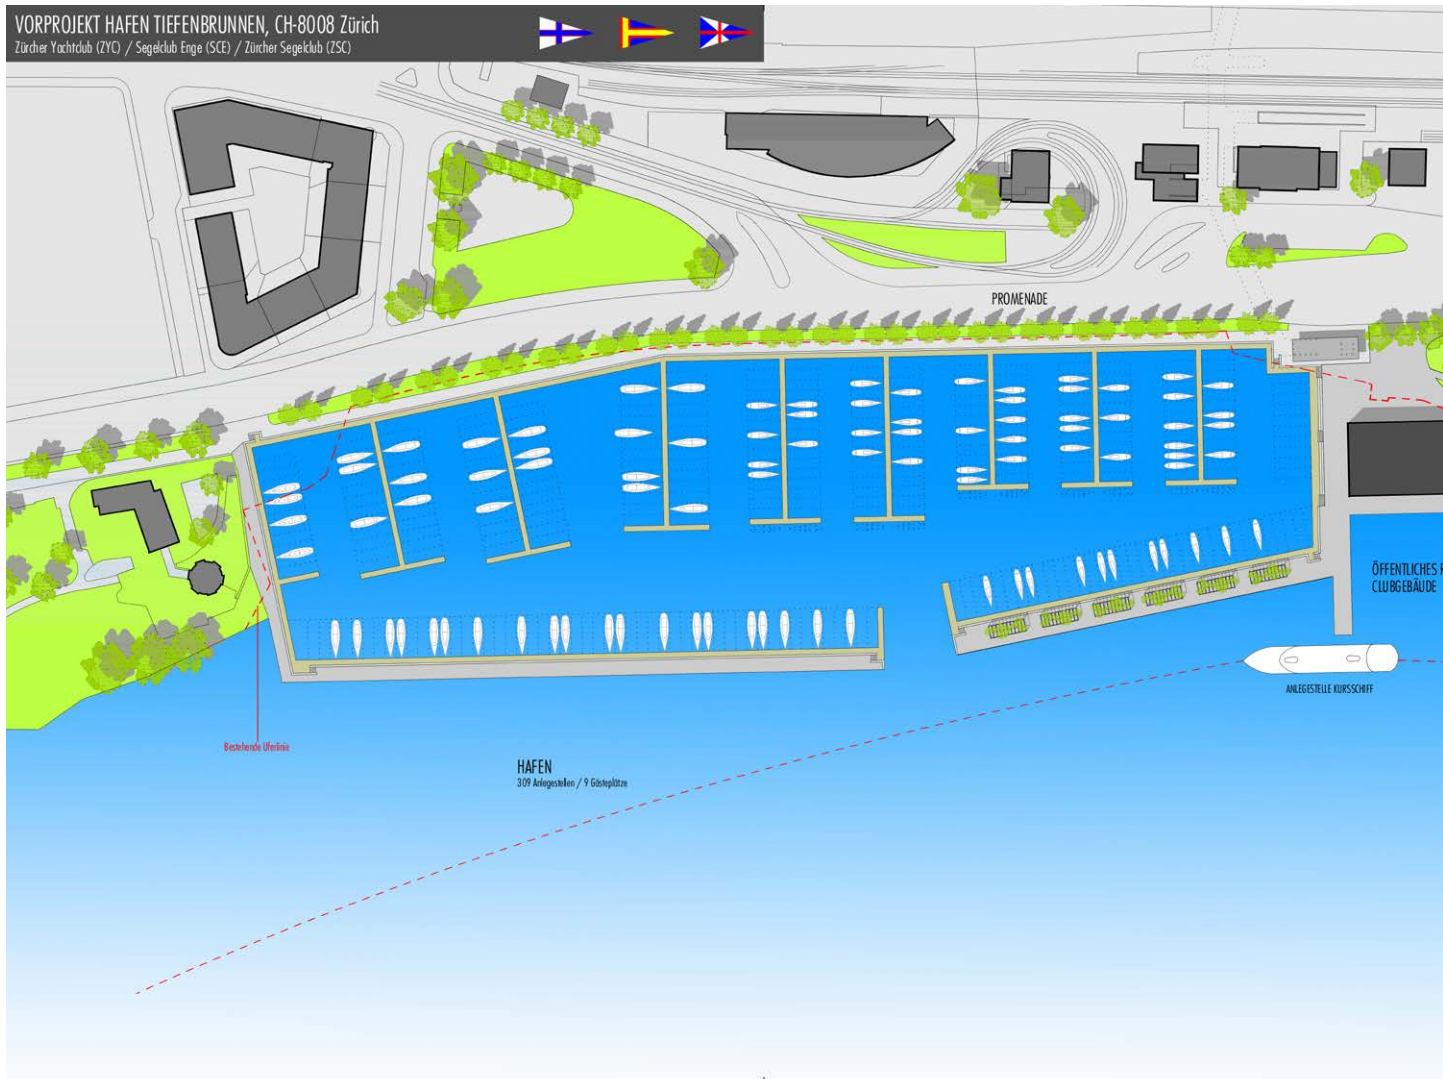 VORPROJEKT HAFEN TIEFENBRUNNEN, CH-8008 Zürich
Zürcher Yachtclub (ZYC) / Segelclub Enge (SCE) / Zürcher Segelclub (ZSC)
PROMENADE
ÖFFENTLICHES
CLUBGEBÄUDE
ANLEGESTELLE KURSSCHIFF
Bestehende Uferlinie
HAFEN
309 Anlegestellen / 9 Gästeplätze